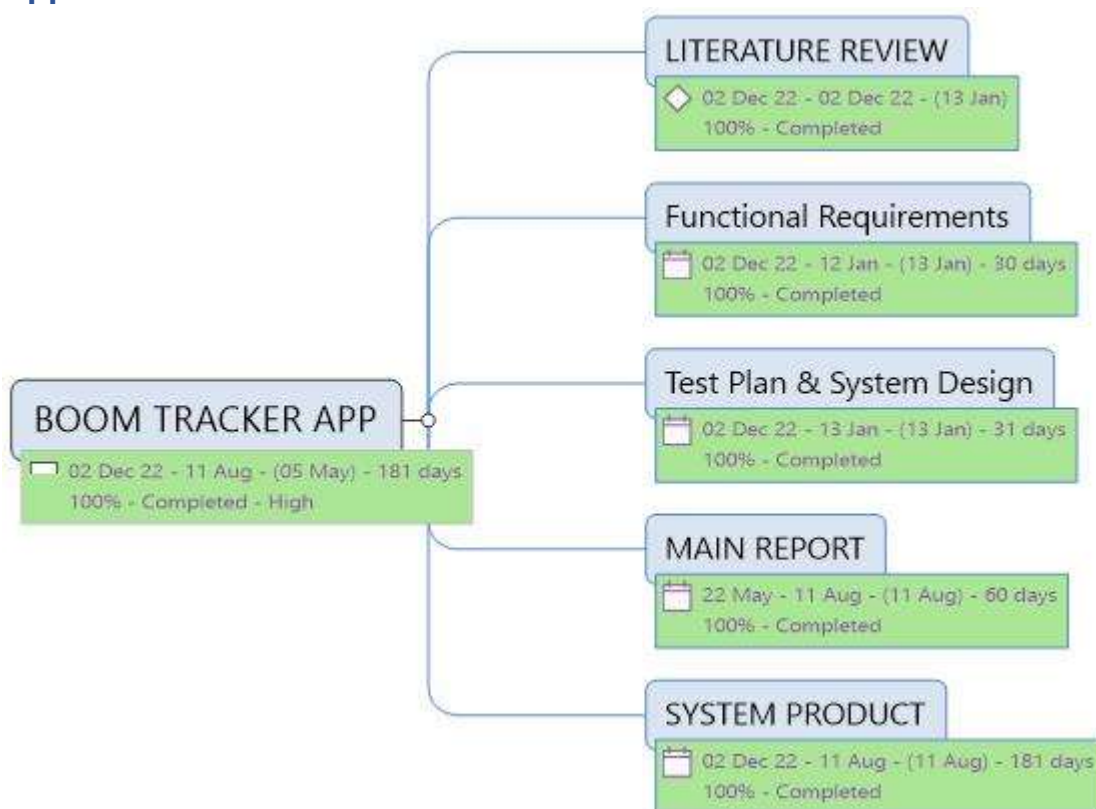 BOOM TRACKER APP
02 Dec 22 - 11 Aug - (05 May) - 181 days
100% - Completed - High
LITERATURE REVIEW
02 Dec 22 - 02 Dec 22 - (13 Jan)
100% - Completed
Functional Requirements
02 Dec 22 - 12 Jan - (13 Jan) - 30 days
100% - Completed
Test Plan & System Design
02 Dec 22 - 13 Jan - (13 Jan) - 31 days
100% - Completed
MAIN REPORT
22 May - 11 Aug - (11 Aug) - 60 days
100% - Completed
SYSTEM PRODUCT
02 Dec 22 - 11 Aug - (11 Aug) - 181 days
100% - Completed